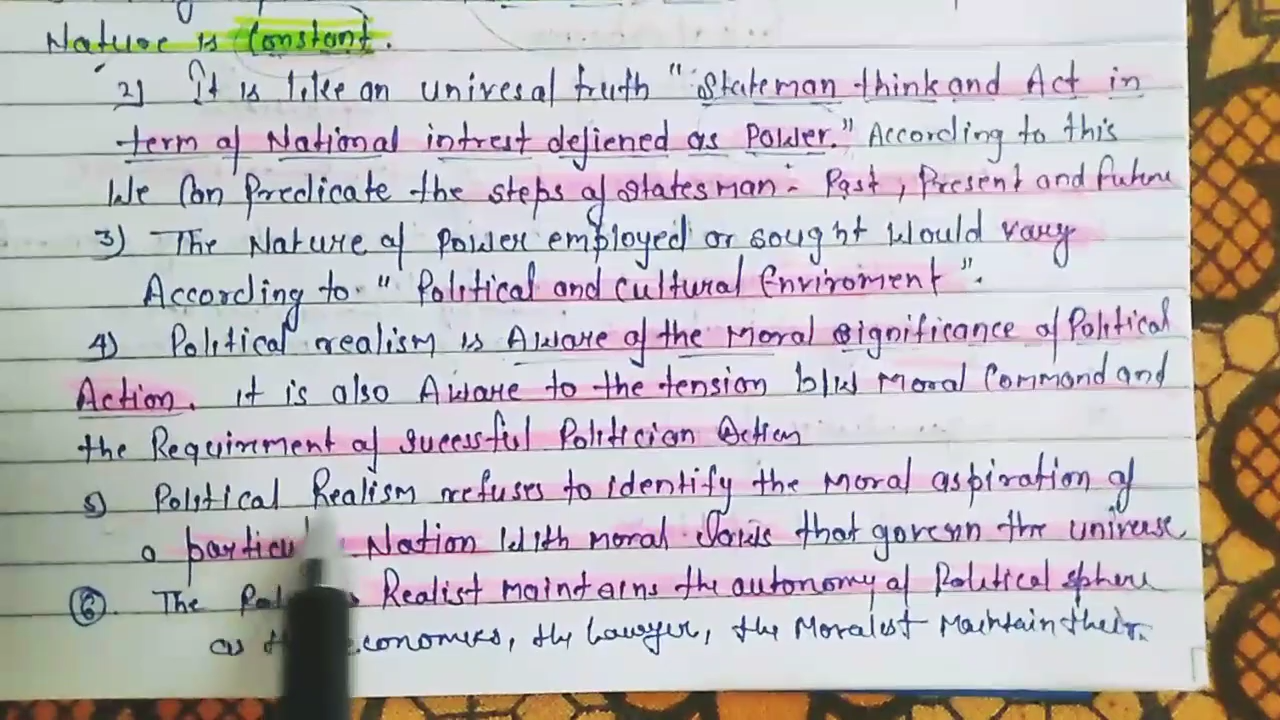 Nature is Constant.
2) It is like an univesal truth "Stateman think and Act in
term of National intrest defiened as Power." According to this
We Can Predicate the steps of statesman - Past, Present and future
3) The Nature of Power employed or sought Would vary
According to "Political and cultural Enviroment".
4) Political realism is Aware of the Moral significance of Political
Action. it is also Aware to the tension b/w Moral Command and
the Requirment of sucessful Politician Action
5) Political Realism refuses to identify the Moral aspiration of
a particu Nation With moral laws that govern the universe
6. The Realist maintains the autonomy of Political sphere
as economics, the lawyer, the Moralist Maintain their.